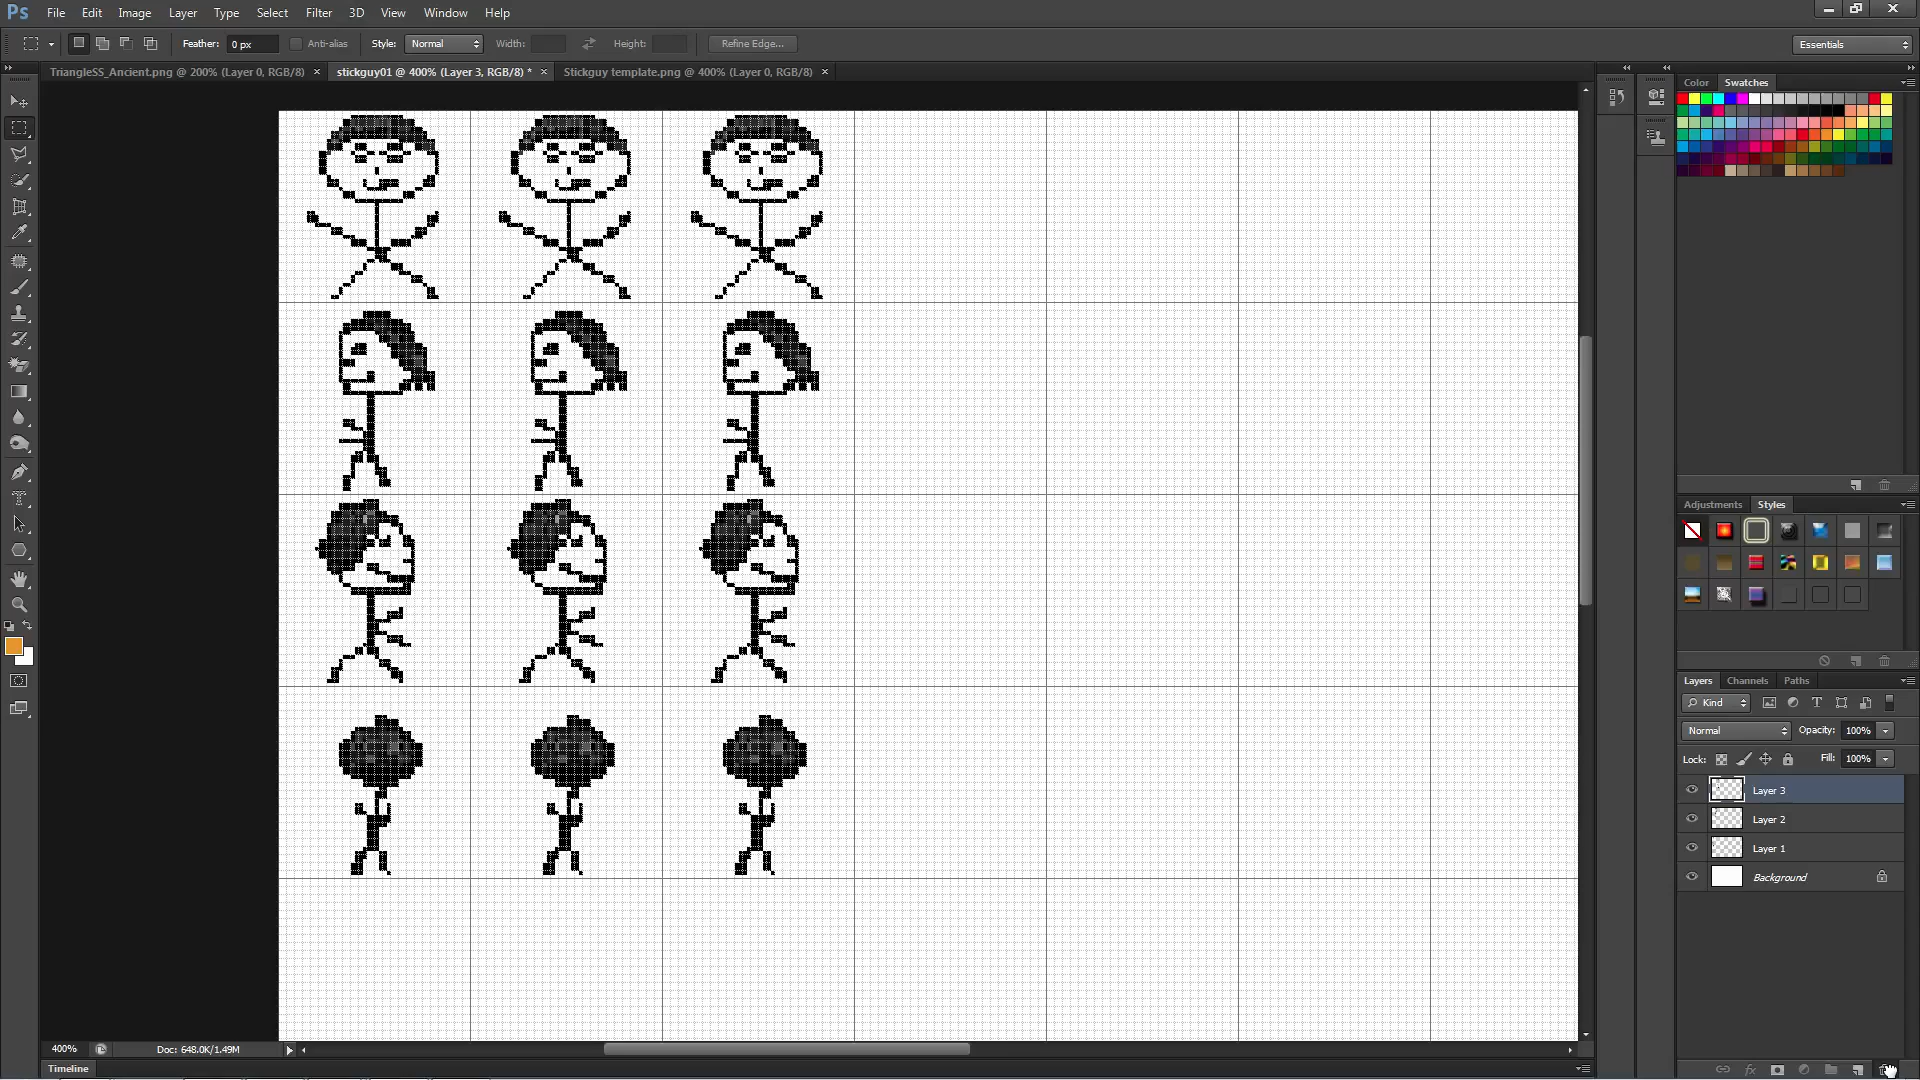 Ps File Edit Image Layer Type Select Filter 3D View Window Help
Feather: 0 px Anti-alias Style: Normal Width: Height: Refine Edge... Essentials
TriangleSS_Ancient.png @ 200% (Layer 0, RGB/8) × stickguy01 @ 400% (Layer 3, RGB/8) * × Stickguy template.png @ 400% (Layer 0, RGB/8) ×
Color Swatches
Adjustments Styles
Layers Channels Paths
Kind
Normal Opacity: 100%
Lock: Fill: 100%
Layer 3
Layer 2
Layer 1
Background
400% Doc: 648.0K/1.49M
Timeline